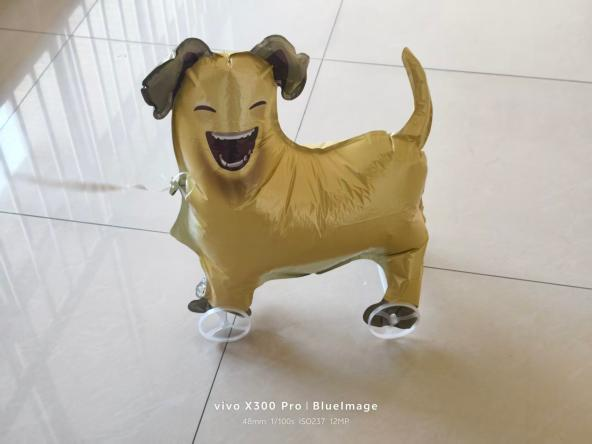 vivo X300 Pro | BlueImage
48mm 1/100s ISO237 12MP